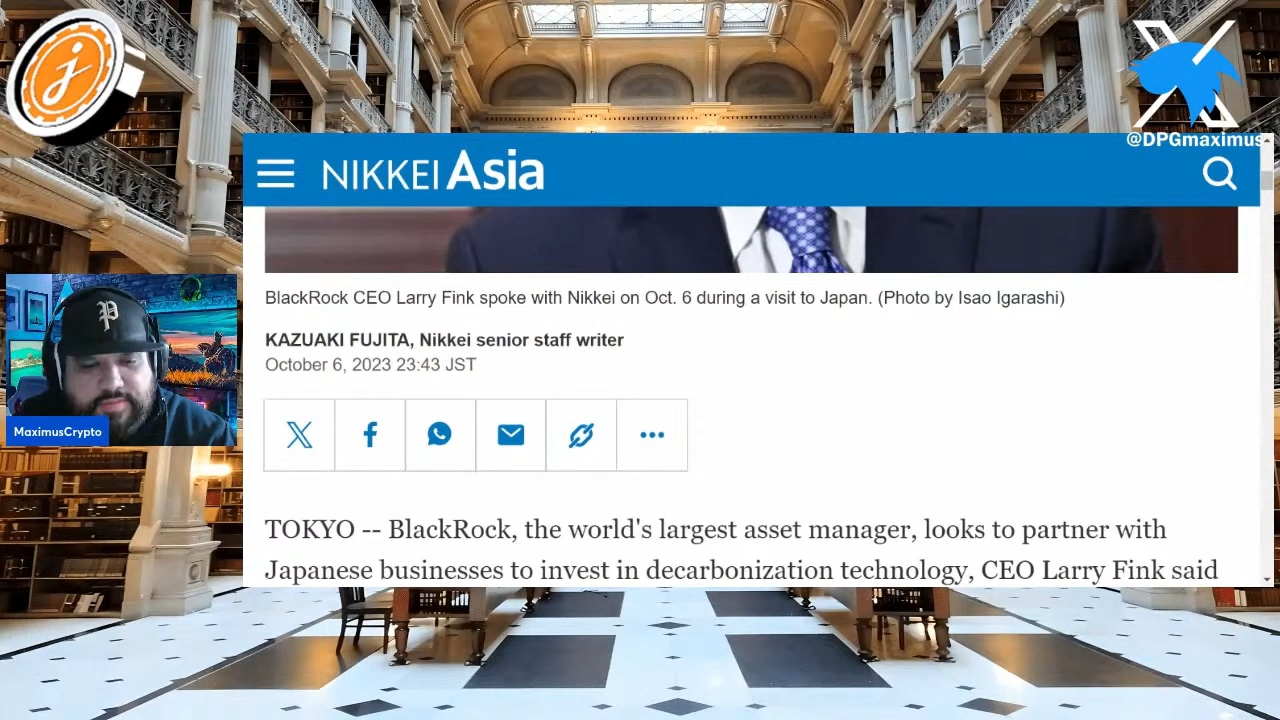 @DPGmaximus
NIKKEI Asia
BlackRock CEO Larry Fink spoke with Nikkei on Oct. 6 during a visit to Japan. (Photo by Isao Igarashi)
KAZUAKI FUJITA, Nikkei senior staff writer
October 6, 2023 23:43 JST
MaximusCrypto
TOKYO -- BlackRock, the world's largest asset manager, looks to partner with
Japanese businesses to invest in decarbonization technology, CEO Larry Fink said